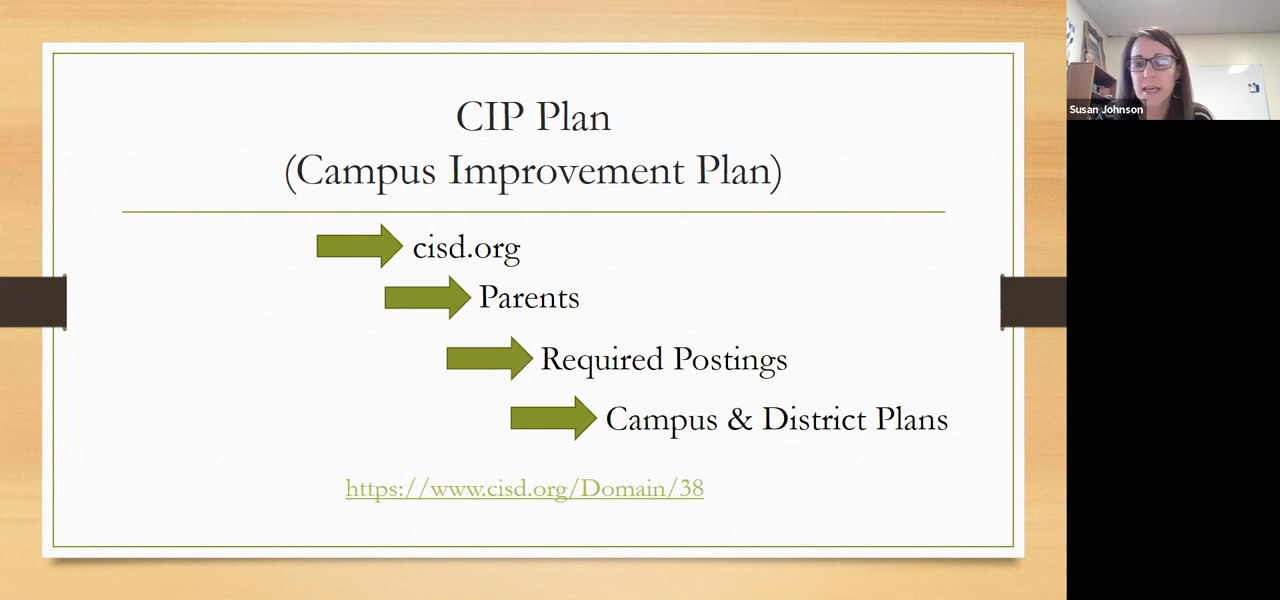 CIP Plan
(Campus Improvement Plan)
cisd.org
Parents
Required Postings
Campus & District Plans
https://www.cisd.org/Domain/38
Susan Johnson